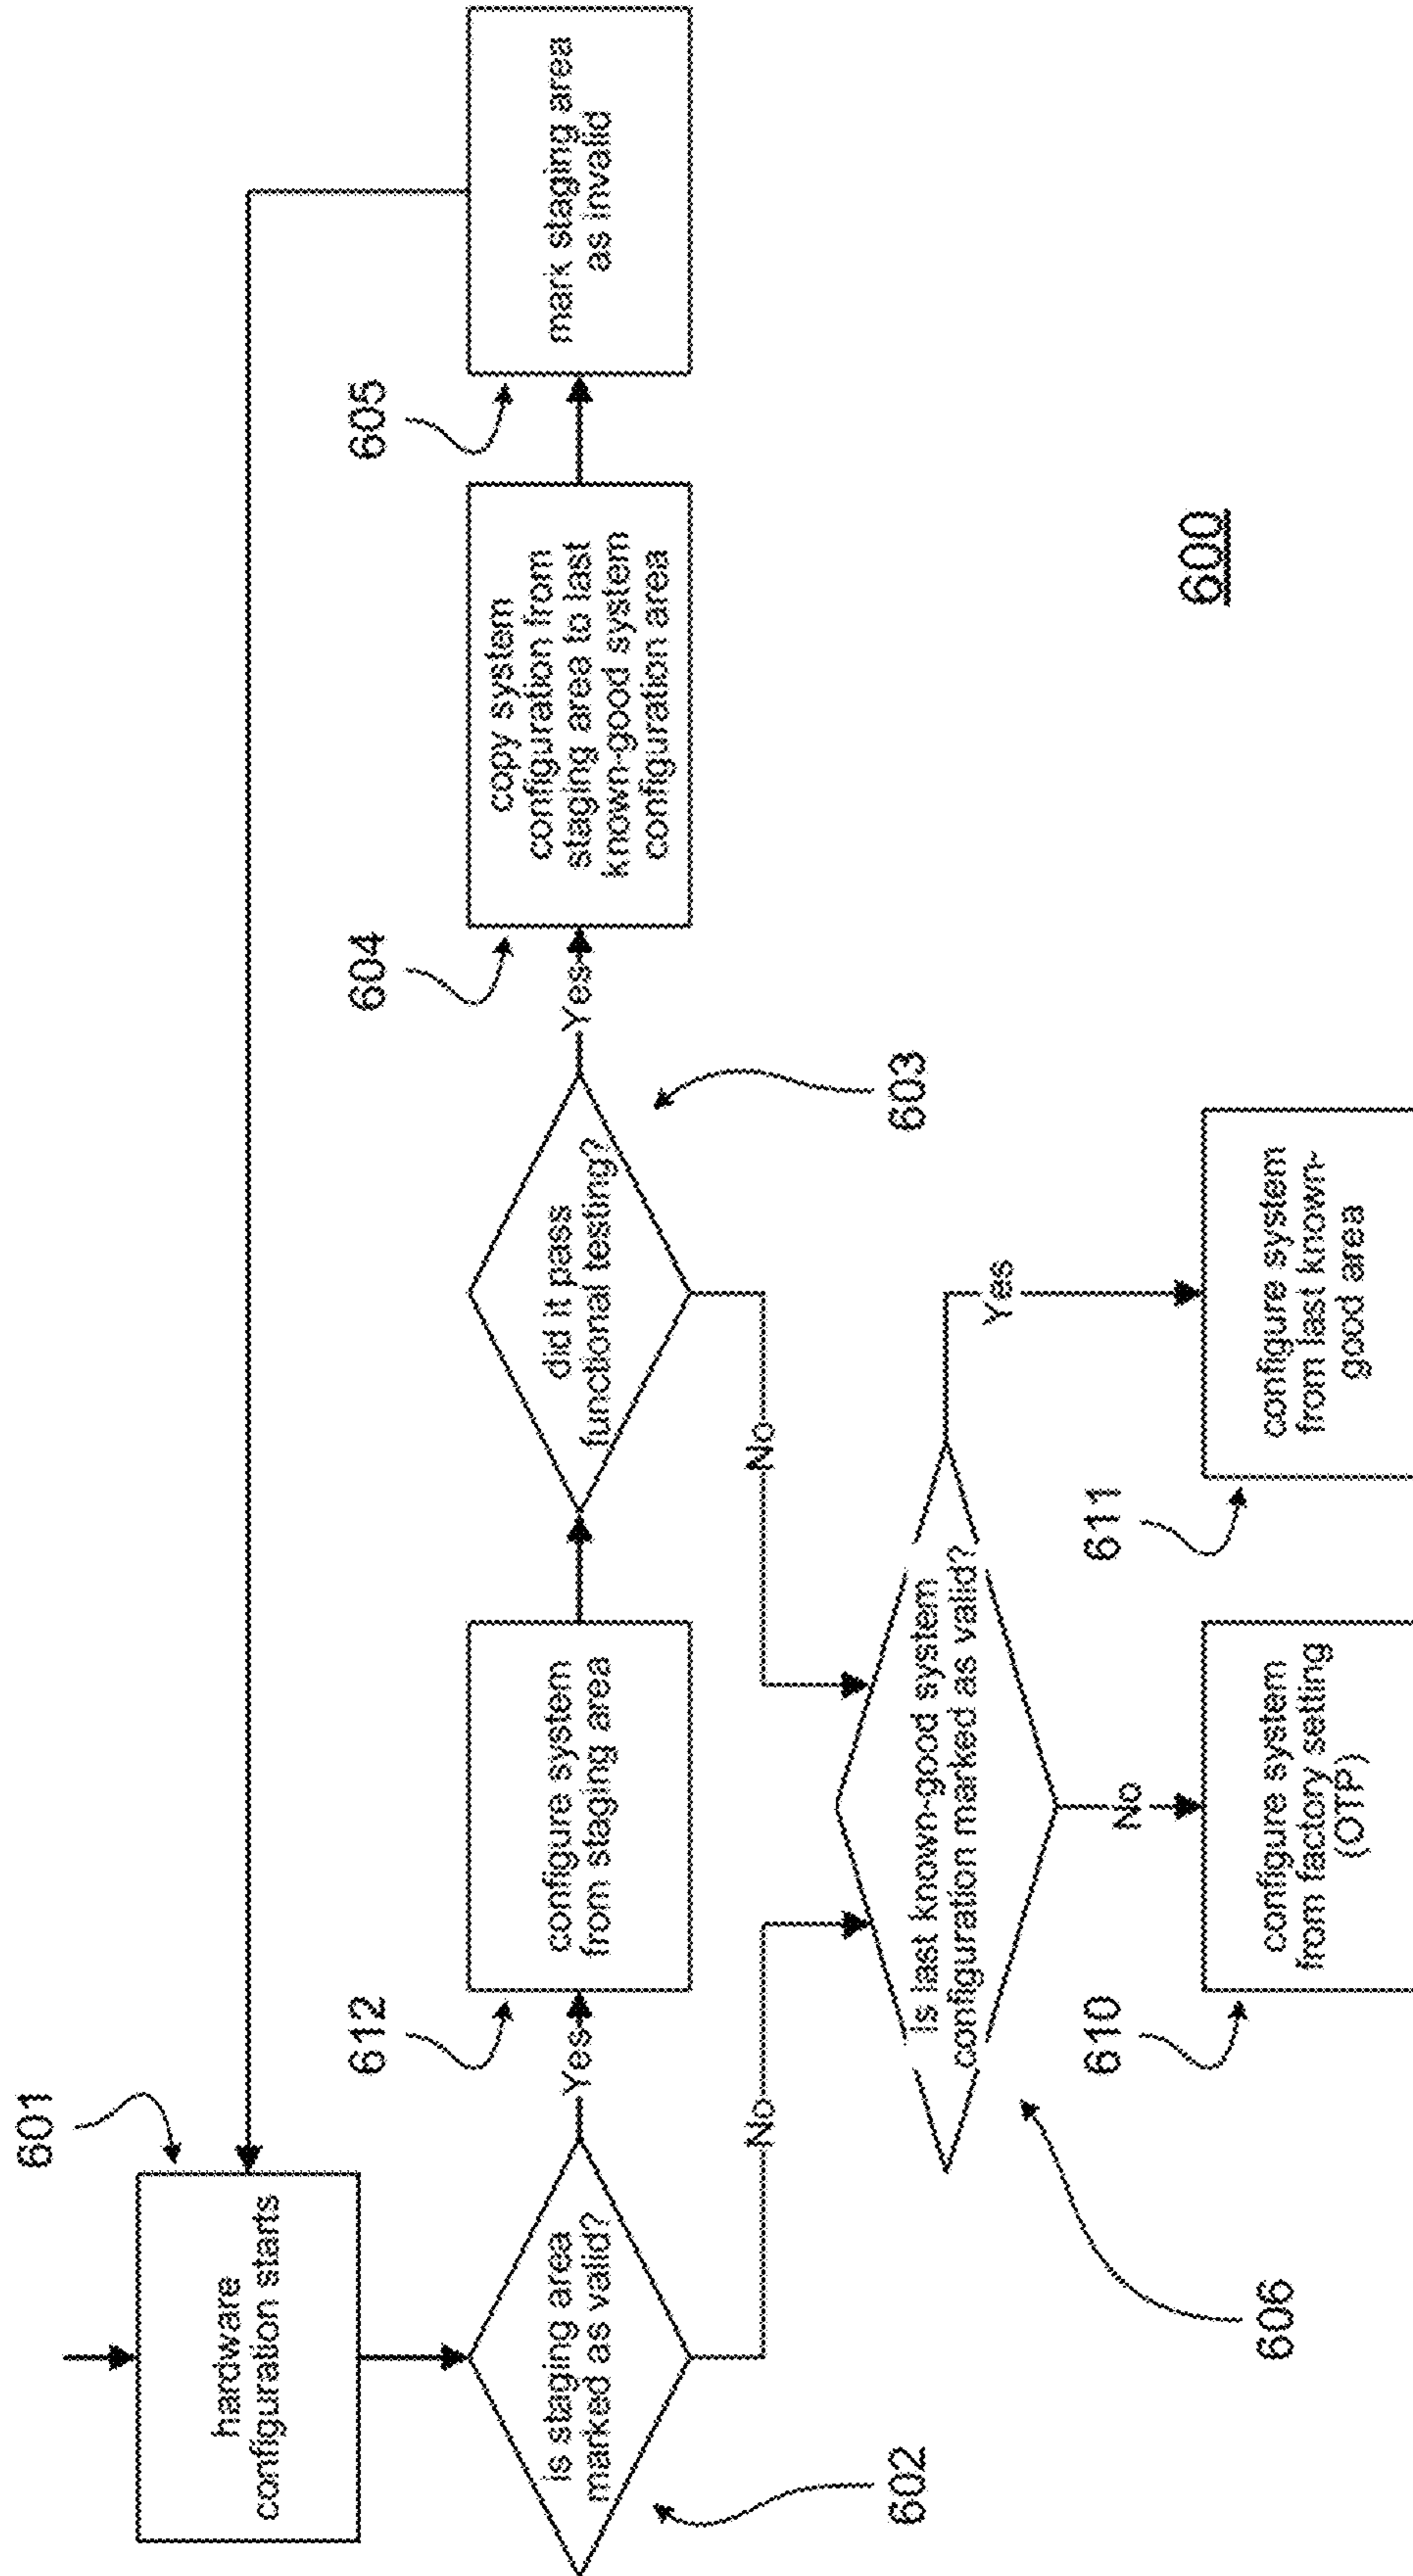 601
hardware
configuration starts
is staging area
marked as valid?
602
Yes
No
612
configure system
from staging area
did it pass
functional testing?
603
Yes
No
604
copy system
configuration from
staging area to last
known-good system
configuration area
605
mark staging area
as invalid
is last known-good system
configuration marked as valid?
606
No
Yes
610
configure system
from factory setting
(OTP)
611
configure system
from last known-
good area
600